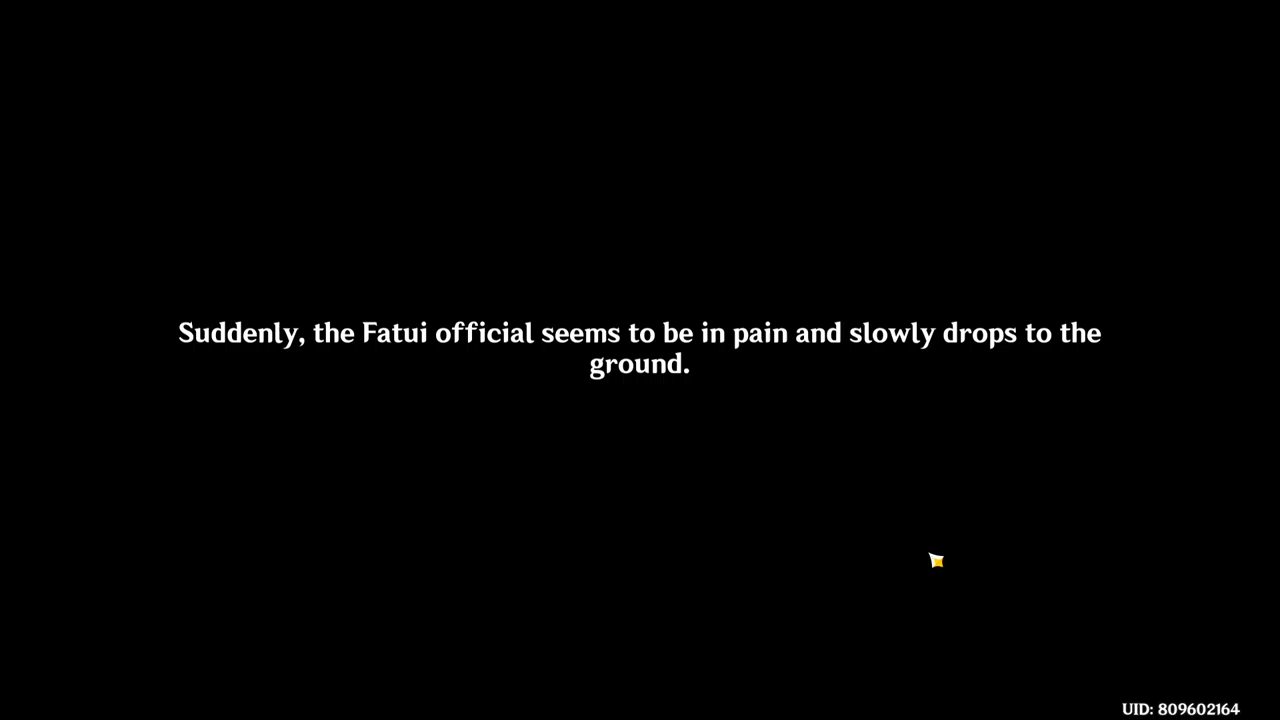 Suddenly, the Fatui official seems to be in pain and slowly drops to the
ground.
UID: 809602164